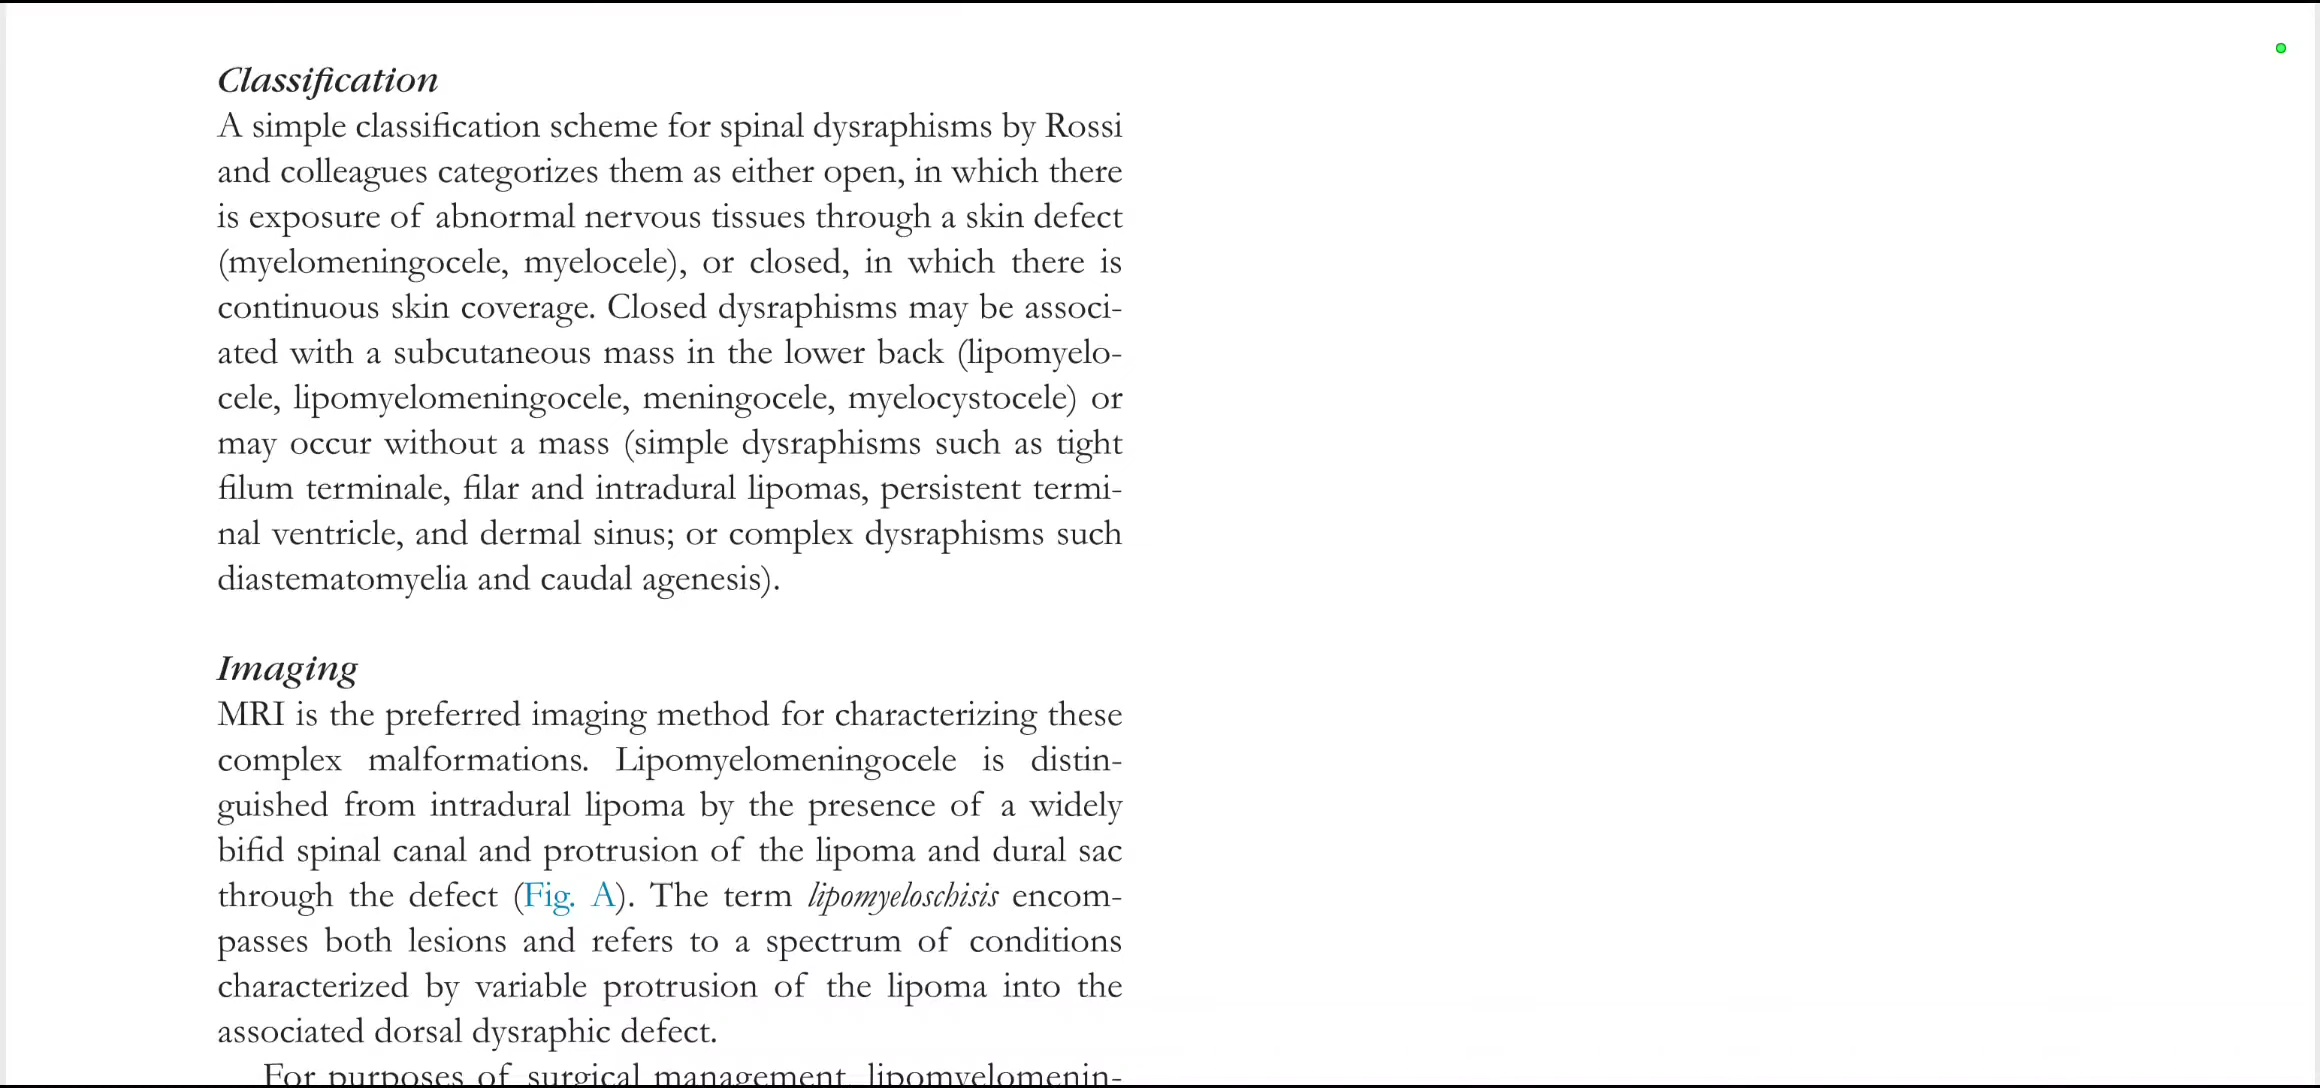 Classification
A simple classification scheme for spinal dysraphisms by Rossi
and colleagues categorizes them as either open, in which there
is exposure of abnormal nervous tissues through a skin defect
(myelomeningocele, myelocele), or closed, in which there is
continuous skin coverage. Closed dysraphisms may be associ-
ated with a subcutaneous mass in the lower back (lipomyelo-
cele, lipomyelomeningocele, meningocele, myelocystocele) or
may occur without a mass (simple dysraphisms such as tight
filum terminale, filar and intradural lipomas, persistent termi-
nal ventricle, and dermal sinus; or complex dysraphisms such
diastematomyelia and caudal agenesis).
Imaging
MRI is the preferred imaging method for characterizing these
complex malformations. Lipomyelomeningocele is distin-
guished from intradural lipoma by the presence of a widely
bifid spinal canal and protrusion of the lipoma and dural sac
through the defect (Fig. A). The term lipomyeloschisis encom-
passes both lesions and refers to a spectrum of conditions
characterized by variable protrusion of the lipoma into the
associated dorsal dysraphic defect.
For purposes of surgical management, lipomyelomenin-